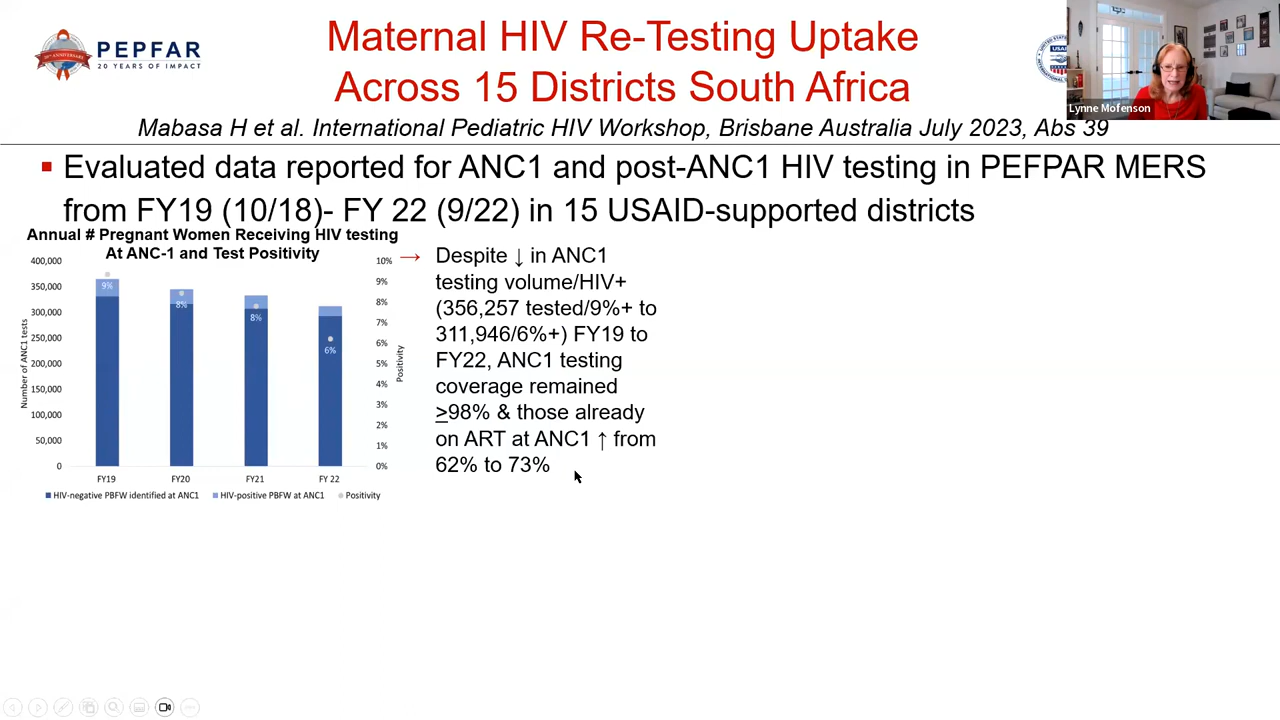 PEPFAR
20 YEARS OF IMPACT
Maternal HIV Re-Testing Uptake
Across 15 Districts South Africa
Lynne Mofenson
Mabasa H et al. International Pediatric HIV Workshop, Brisbane Australia July 2023, Abs 39
▪ Evaluated data reported for ANC1 and post-ANC1 HIV testing in PEFPAR MERS
from FY19 (10/18)- FY 22 (9/22) in 15 USAID-supported districts
Annual # Pregnant Women Receiving HIV testing
At ANC-1 and Test Positivity
400,000
350,000
300,000
250,000
200,000
150,000
100,000
50,000
0
Number of ANC1 tests
9%
8%
8%
6%
10%
9%
8%
7%
6%
5%
4%
3%
2%
1%
0%
Positivity
FY19 FY20 FY21 FY 22
HIV-negative PBFW identified at ANC1 HIV-positive PBFW at ANC1 Positivity
→ Despite ↓ in ANC1
testing volume/HIV+
(356,257 tested/9%+ to
311,946/6%+) FY19 to
FY22, ANC1 testing
coverage remained
>98% & those already
on ART at ANC1 ↑ from
62% to 73%